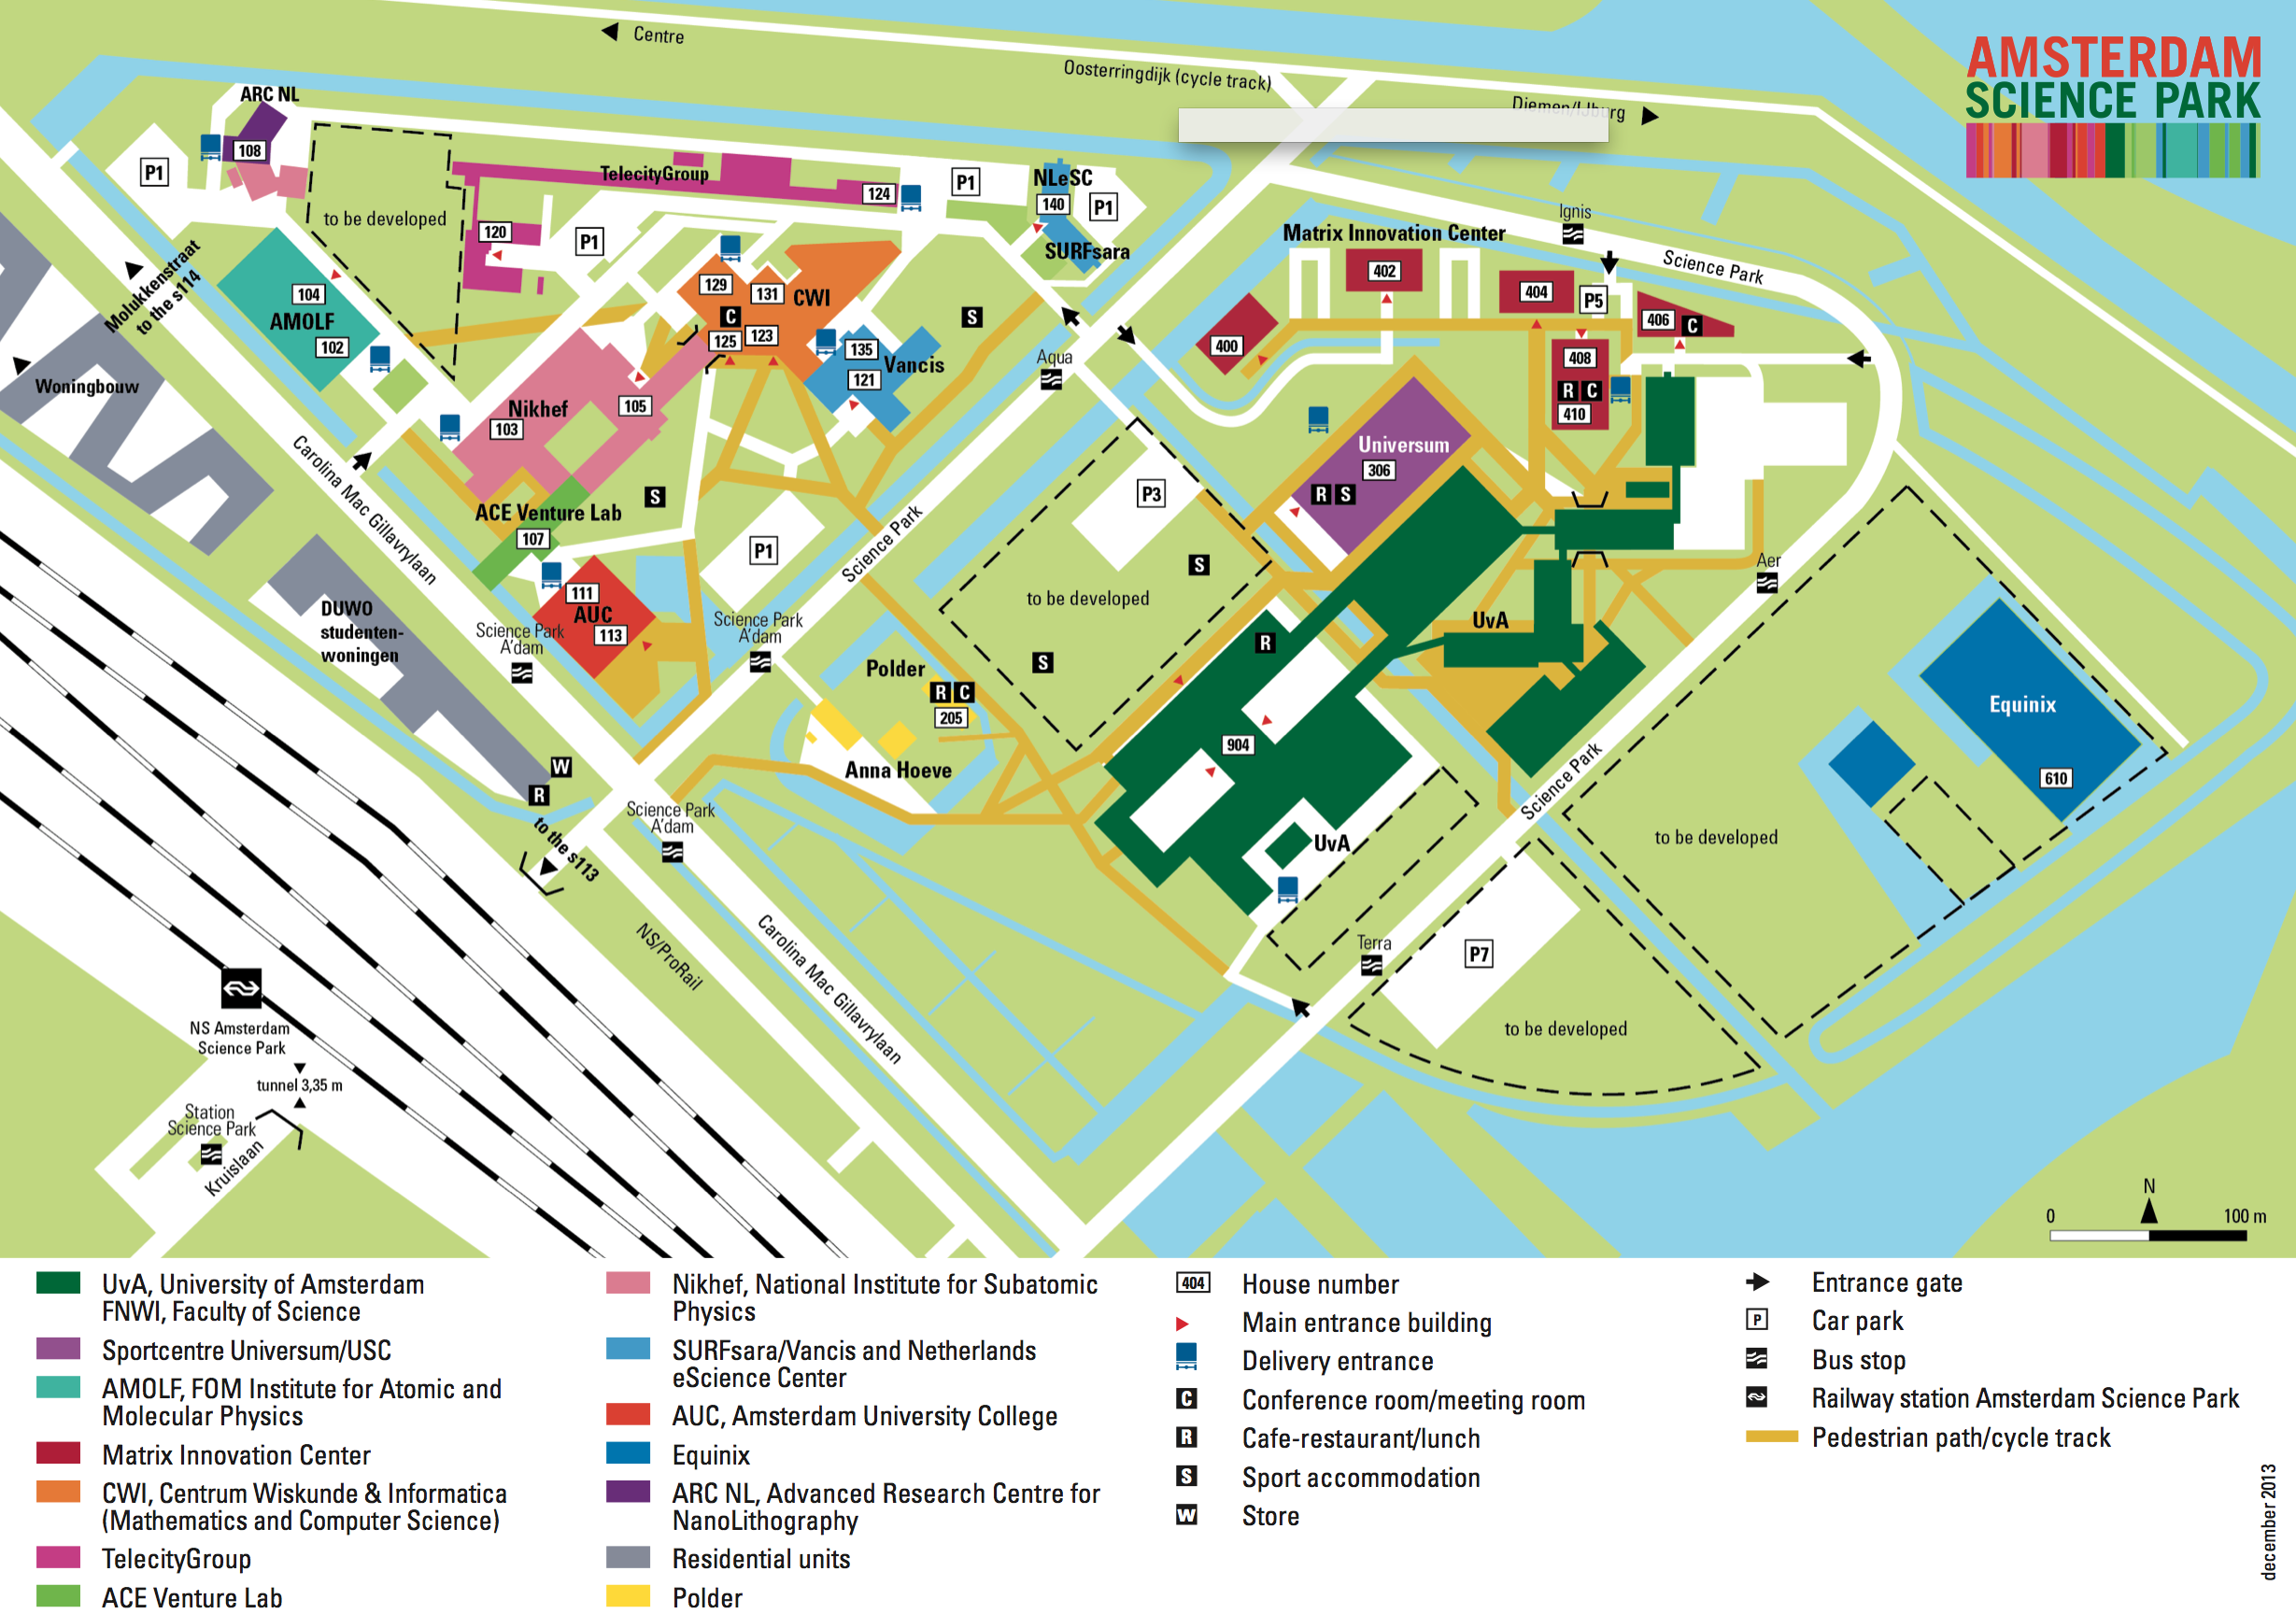 Centre
Oosterringdijk (cycle track)
Diemen/IJburg
AMSTERDAM
SCIENCE PARK
ARC NL
108
P1
to be developed
TelecityGroup
124
P1
NLeSC
140
P1
SURFsara
120
P1
Molukkenstraat
to the s114
104
AMOLF
102
Woningbouw
129
131
CWI
C
125
123
135
Vancis
121
S
Aqua
Nikhef
103
105
S
ACE Venture Lab
107
P1
111
AUC
113
Carolina Mac Gillavrylaan
Science Park
A'dam
Science Park
A'dam
Science Park
DUWO
studenten-
woningen
W
R
to the s113
Science Park
A'dam
Matrix Innovation Center
402
400
404
P5
Ignis
Science Park
406
C
408
R C
410
Universum
306
R S
P3
S
to be developed
S
R
Polder
R C
205
Anna Hoeve
904
UvA
UvA
Aer
Science Park
Equinix
610
to be developed
Terra
P7
to be developed
NS/ProRail
Carolina Mac Gillavrylaan
NS Amsterdam
Science Park
tunnel 3,35 m
Station
Science Park
Kruislaan
N
0
100 m
UvA, University of Amsterdam
FNWI, Faculty of Science
Sportcentre Universum/USC
AMOLF, FOM Institute for Atomic and
Molecular Physics
Matrix Innovation Center
CWI, Centrum Wiskunde & Informatica
(Mathematics and Computer Science)
TelecityGroup
ACE Venture Lab
Nikhef, National Institute for Subatomic
Physics
SURFsara/Vancis and Netherlands
eScience Center
AUC, Amsterdam University College
Equinix
ARC NL, Advanced Research Centre for
NanoLithography
Residential units
Polder
404 House number
Main entrance building
Delivery entrance
C Conference room/meeting room
R Cafe-restaurant/lunch
S Sport accommodation
W Store
Entrance gate
P Car park
Bus stop
Railway station Amsterdam Science Park
Pedestrian path/cycle track
december 2013